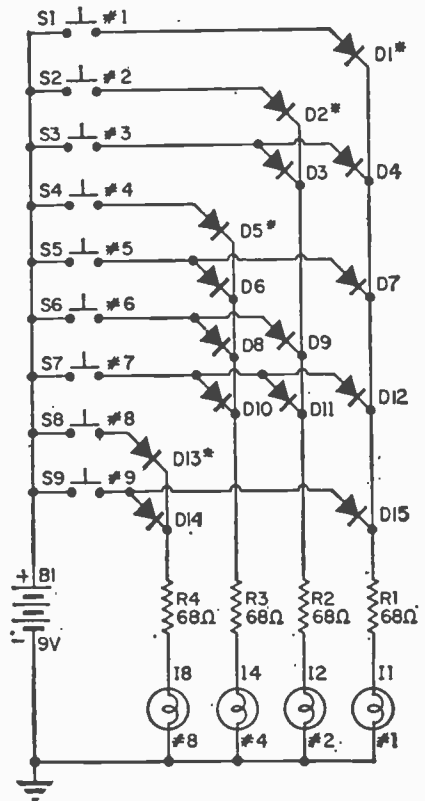 S1 #1
D1*
S2 #2
D2*
S3 #3
D3 D4
S4 #4
D5*
S5 #5
D6 D7
S6 #6
D8 D9
S7 #7
D10 D11 D12
S8 #8
D13*
S9 #9
D14 D15
+ B1
R4 R3 R2 R1
68Ω 68Ω 68Ω 68Ω
- 9V
I8 I4 I2 I1
#8 #4 #2 #1